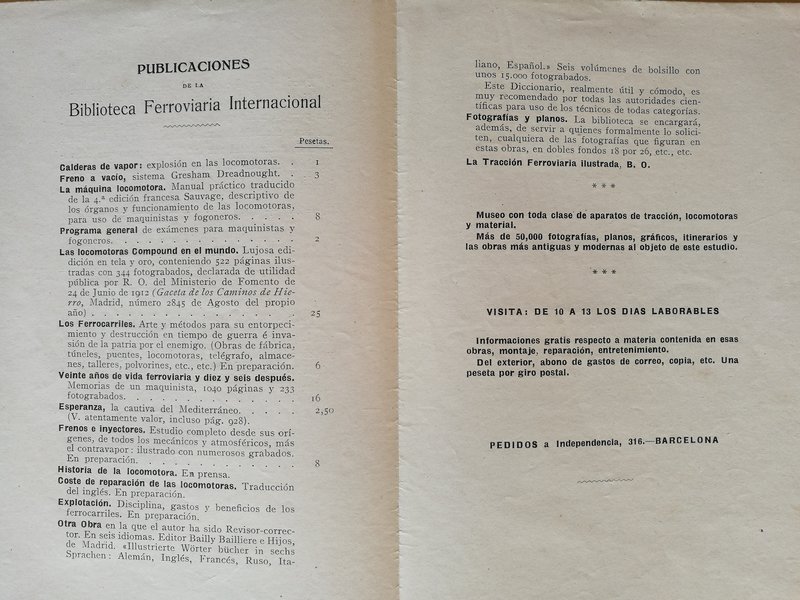 PUBLICACIONES
DE LA
Biblioteca Ferroviaria Internacional
Pesetas.
Calderas de vapor: explosión en las locomotoras. . 1
Freno a vacío, sistema Gresham Dreadnought. . 3
La máquina locomotora. Manual práctico traducido
de la 4.ª edición francesa Sauvage, descriptivo de
los órganos y funcionamiento de las locomotoras,
para uso de maquinistas y fogoneros. . . . . 8
Programa general de exámenes para maquinistas y
fogoneros. . . . . . . . . . . . . . 2
Las locomotoras Compound en el mundo. Lujosa edi-
dición en tela y oro, conteniendo 522 páginas ilus-
tradas con 344 fotograbados, declarada de utilidad
pública por R. O. del Ministerio de Fomento de
24 de Junio de 1912 (Gaceta de los Caminos de Hie-
rro, Madrid, número 2845 de Agosto del propio
año) . . . . . . . . . . . . . . . 25
Los Ferrocarriles. Arte y métodos para su entorpeci-
miento y destrucción en tiempo de guerra é inva-
sión de la patria por el enemigo. (Obras de fábrica,
túneles, puentes, locomotoras, telégrafo, almace-
nes, talleres, polvorines, etc., etc.) En preparación. 6
Veinte años de vida ferroviaria y diez y seis después.
Memorias de un maquinista, 1040 páginas y 233
fotograbados. . . . . . . . . . . . . 16
Esperanza, la cautiva del Mediterráneo. . . . . 2,50
(V. atentamente valor, incluso pág. 928).
Frenos e inyectores. Estudio completo desde sus orí-
genes, de todos los mecánicos y atmosféricos, más
el contravapor: ilustrado con numerosos grabados.
En preparación. . . . . . . . . . . . 8
Historia de la locomotora. En prensa.
Coste de reparación de las locomotoras. Traducción
del inglés. En preparación.
Explotación. Disciplina, gastos y beneficios de los
ferrocarriles. En preparación.
Otra Obra en la que el autor ha sido Revisor-correc-
tor. En seis idiomas. Editor Bailly Bailliere e Hijos,
de Madrid. «Illustrierte Wörter bücher in sechs
Sprachen: Alemán, Inglés, Francés, Ruso, Ita-
liano, Español.» Seis volúmenes de bolsillo con
unos 15.000 fotograbados.
Este Diccionario, realmente útil y cómodo, es
muy recomendado por todas las autoridades cien-
tíficas para uso de los técnicos de todas categorías.
Fotografías y planos. La biblioteca se encargará,
además, de servir a quienes formalmente lo solici-
ten, cualquiera de las fotografías que figuran en
estas obras, en dobles fondos 18 por 26, etc., etc.
La Tracción Ferroviaria ilustrada, B. O.
* * *
Museo con toda clase de aparatos de tracción, locomotoras
y material.
Más de 50,000 fotografías, planos, gráficos, itinerarios y
las obras más antiguas y modernas al objeto de este estudio.
* * *
VISITA: DE 10 A 13 LOS DIAS LABORABLES
Informaciones gratis respecto a materia contenida en esas
obras, montaje, reparación, entretenimiento.
Del exterior, abono de gastos de correo, copia, etc. Una
peseta por giro postal.
PEDIDOS a Independencia, 316.—BARCELONA